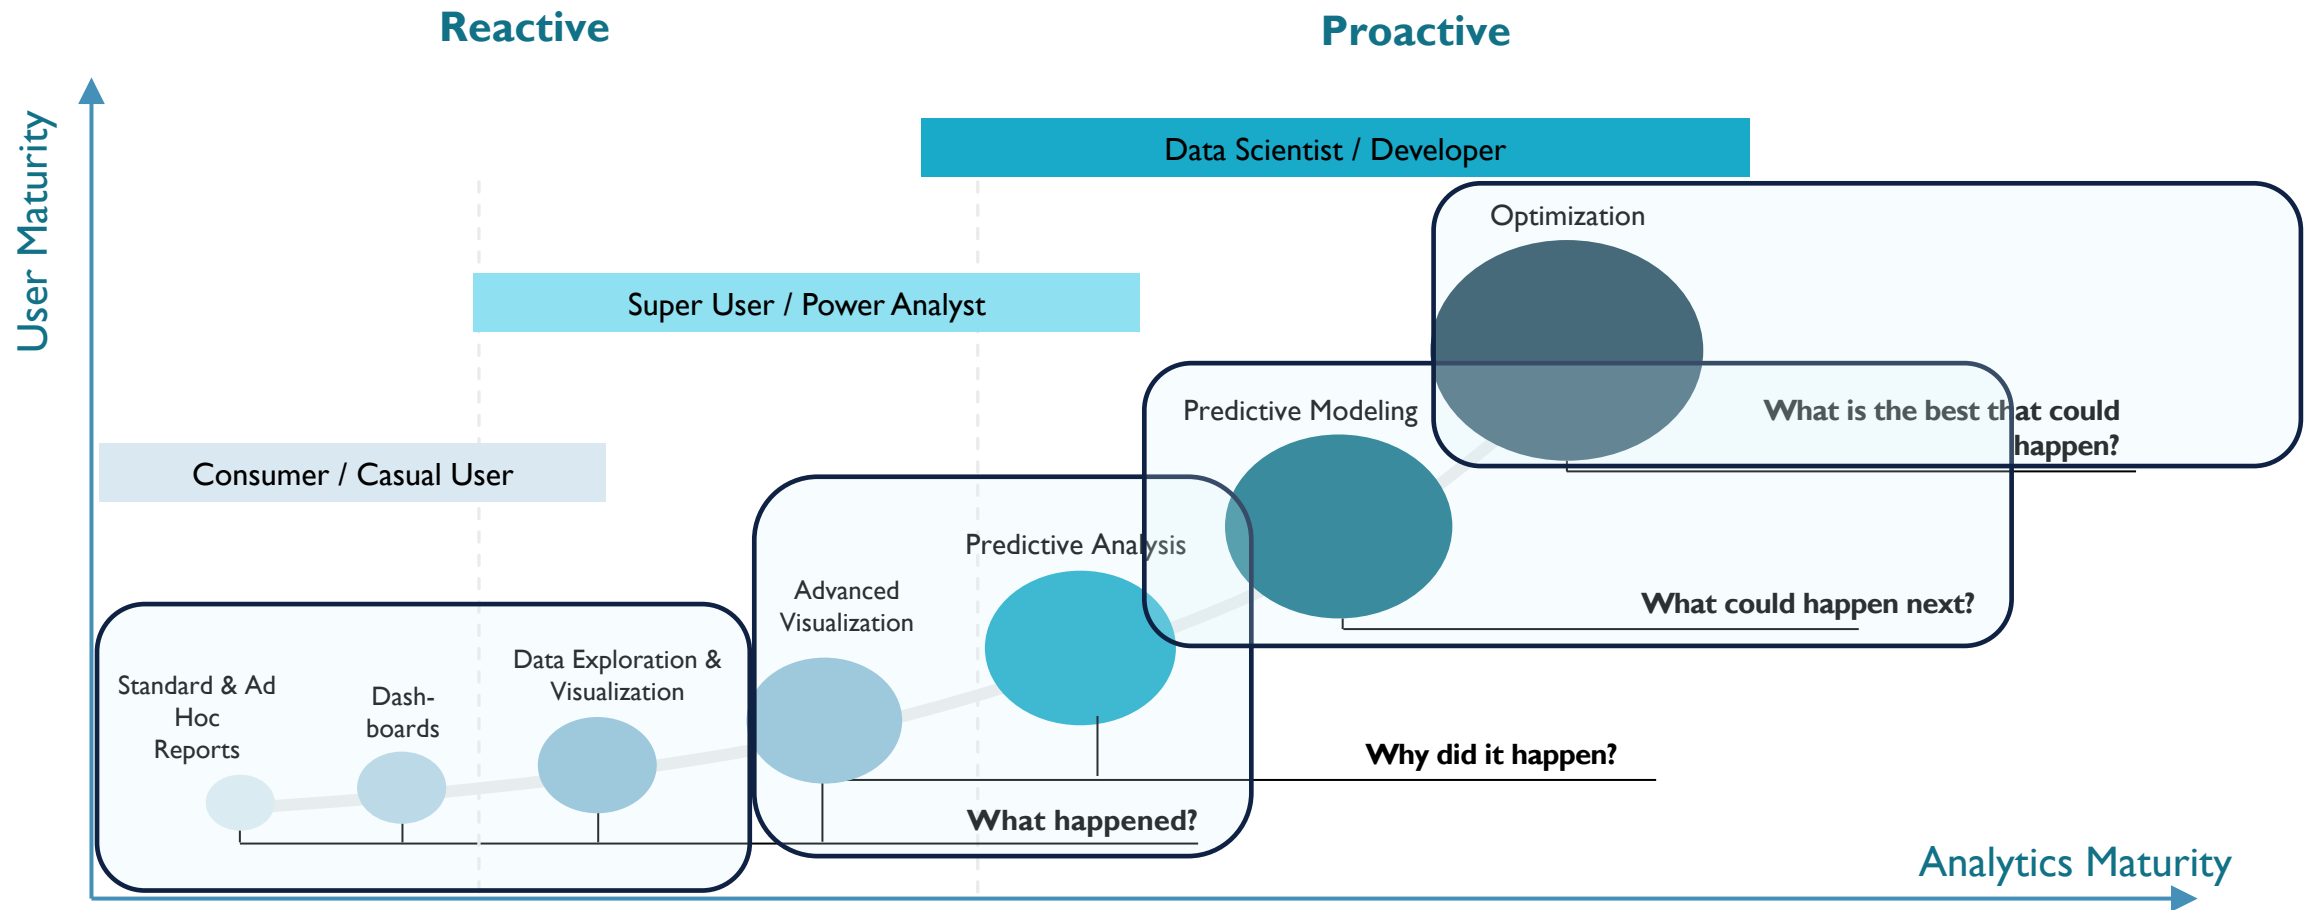 Reactive
Proactive
User Maturity
Data Scientist / Developer
Optimization
Super User / Power Analyst
Predictive Modeling
What is the best that could
happen?
Consumer / Casual User
Predictive Analysis
Advanced
Visualization
What could happen next?
Data Exploration &
Visualization
Standard & Ad
Hoc
Reports
Dash-
boards
Why did it happen?
What happened?
Analytics Maturity